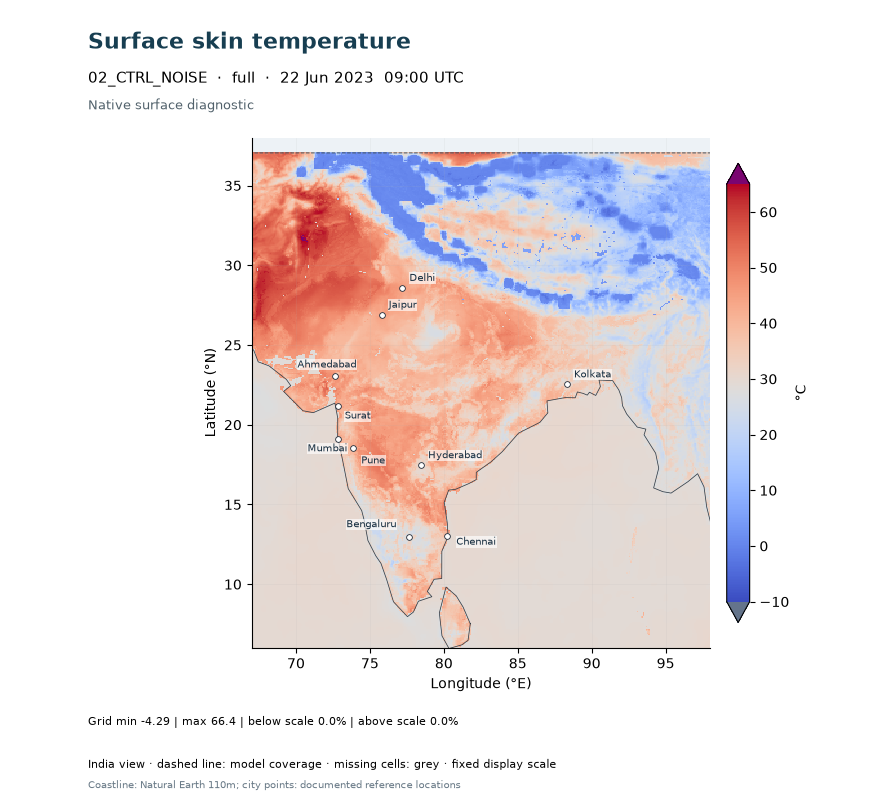 Surface skin temperature
02_CTRL_NOISE · full · 22 Jun 2023 09:00 UTC
Native surface diagnostic
35
30
25
20
15
10
Latitude (°N)
Delhi
Jaipur
Ahmedabad
Surat
Kolkata
Mumbai
Pune
Hyderabad
Bengaluru
Chennai
70 75 80 85 90 95
Longitude (°E)
60
50
40
30
20
10
0
−10
°C
Grid min -4.29 | max 66.4 | below scale 0.0% | above scale 0.0%
India view · dashed line: model coverage · missing cells: grey · fixed display scale
Coastline: Natural Earth 110m; city points: documented reference locations